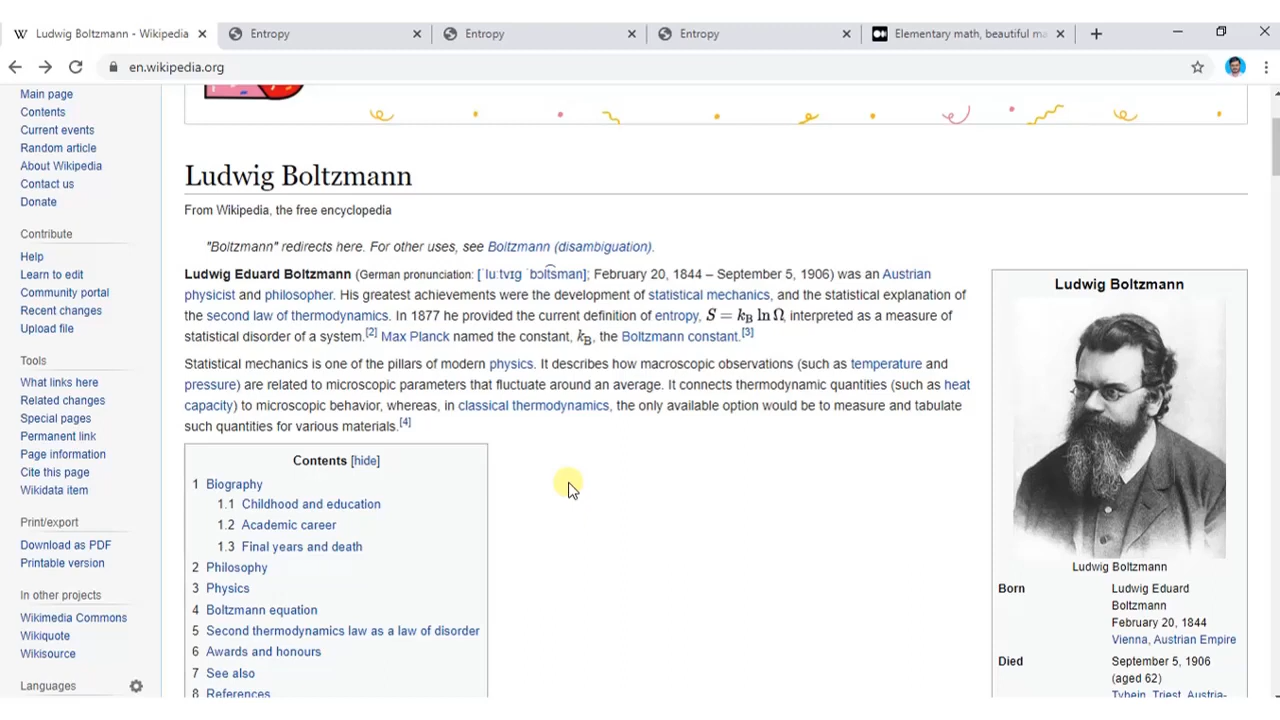 Ludwig Boltzmann - Wikipedia
Entropy
Entropy
Entropy
Elementary math, beautiful ma
en.wikipedia.org
Main page
Contents
Current events
Random article
About Wikipedia
Contact us
Donate
Contribute
Help
Learn to edit
Community portal
Recent changes
Upload file
Tools
What links here
Related changes
Special pages
Permanent link
Page information
Cite this page
Wikidata item
Print/export
Download as PDF
Printable version
In other projects
Wikimedia Commons
Wikiquote
Wikisource
Languages
Ludwig Boltzmann
From Wikipedia, the free encyclopedia
"Boltzmann" redirects here. For other uses, see Boltzmann (disambiguation).
Ludwig Eduard Boltzmann (German pronunciation: [ˈluːtvɪɡ ˈbɔlt͡sman]; February 20, 1844 – September 5, 1906) was an Austrian
physicist and philosopher. His greatest achievements were the development of statistical mechanics, and the statistical explanation of
the second law of thermodynamics. In 1877 he provided the current definition of entropy, S = kB ln Ω, interpreted as a measure of
statistical disorder of a system.[2] Max Planck named the constant, kB, the Boltzmann constant.[3]
Statistical mechanics is one of the pillars of modern physics. It describes how macroscopic observations (such as temperature and
pressure) are related to microscopic parameters that fluctuate around an average. It connects thermodynamic quantities (such as heat
capacity) to microscopic behavior, whereas, in classical thermodynamics, the only available option would be to measure and tabulate
such quantities for various materials.[4]
Contents [hide]
1 Biography
1.1 Childhood and education
1.2 Academic career
1.3 Final years and death
2 Philosophy
3 Physics
4 Boltzmann equation
5 Second thermodynamics law as a law of disorder
6 Awards and honours
7 See also
8 References
Ludwig Boltzmann
Ludwig Boltzmann
Born Ludwig Eduard
Boltzmann
February 20, 1844
Vienna, Austrian Empire
Died September 5, 1906
(aged 62)
Tybein, Triest, Austria-